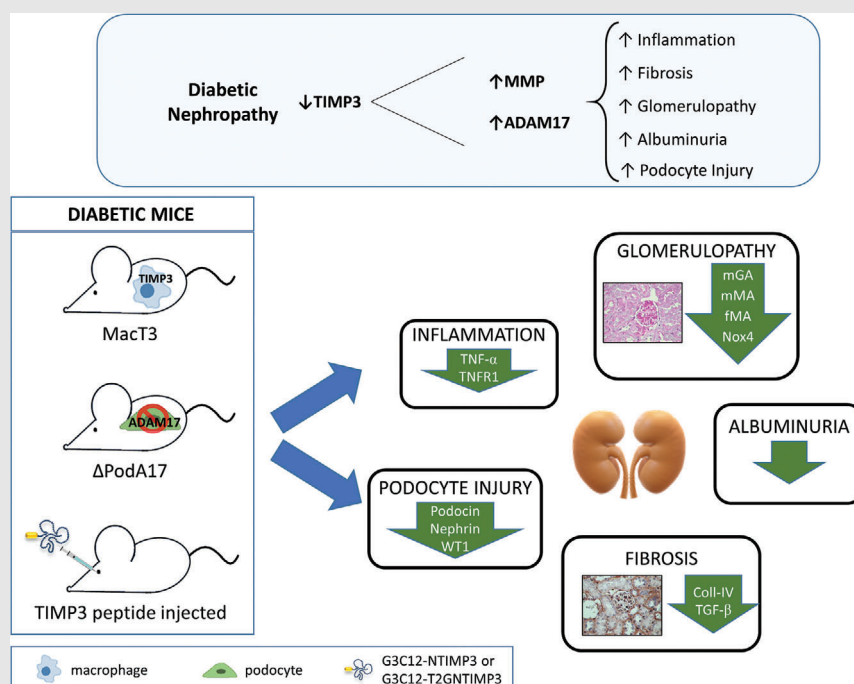 Diabetic
Nephropathy
↓TIMP3
↑MMP
↑ADAM17
↑ Inflammation
↑ Fibrosis
↑ Glomerulopathy
↑ Albuminuria
↑ Podocyte Injury
DIABETIC MICE
TIMP3
MacT3
ADAM17
ΔPodA17
TIMP3 peptide injected
INFLAMMATION
TNF-α
TNFR1
PODOCYTE INJURY
Podocin
Nephrin
WT1
GLOMERULOPATHY
mGA
mMA
fMA
Nox4
ALBUMINURIA
FIBROSIS
Coll-IV
TGF-β
macrophage
podocyte
G3C12-NTIMP3 or
G3C12-T2GNTIMP3